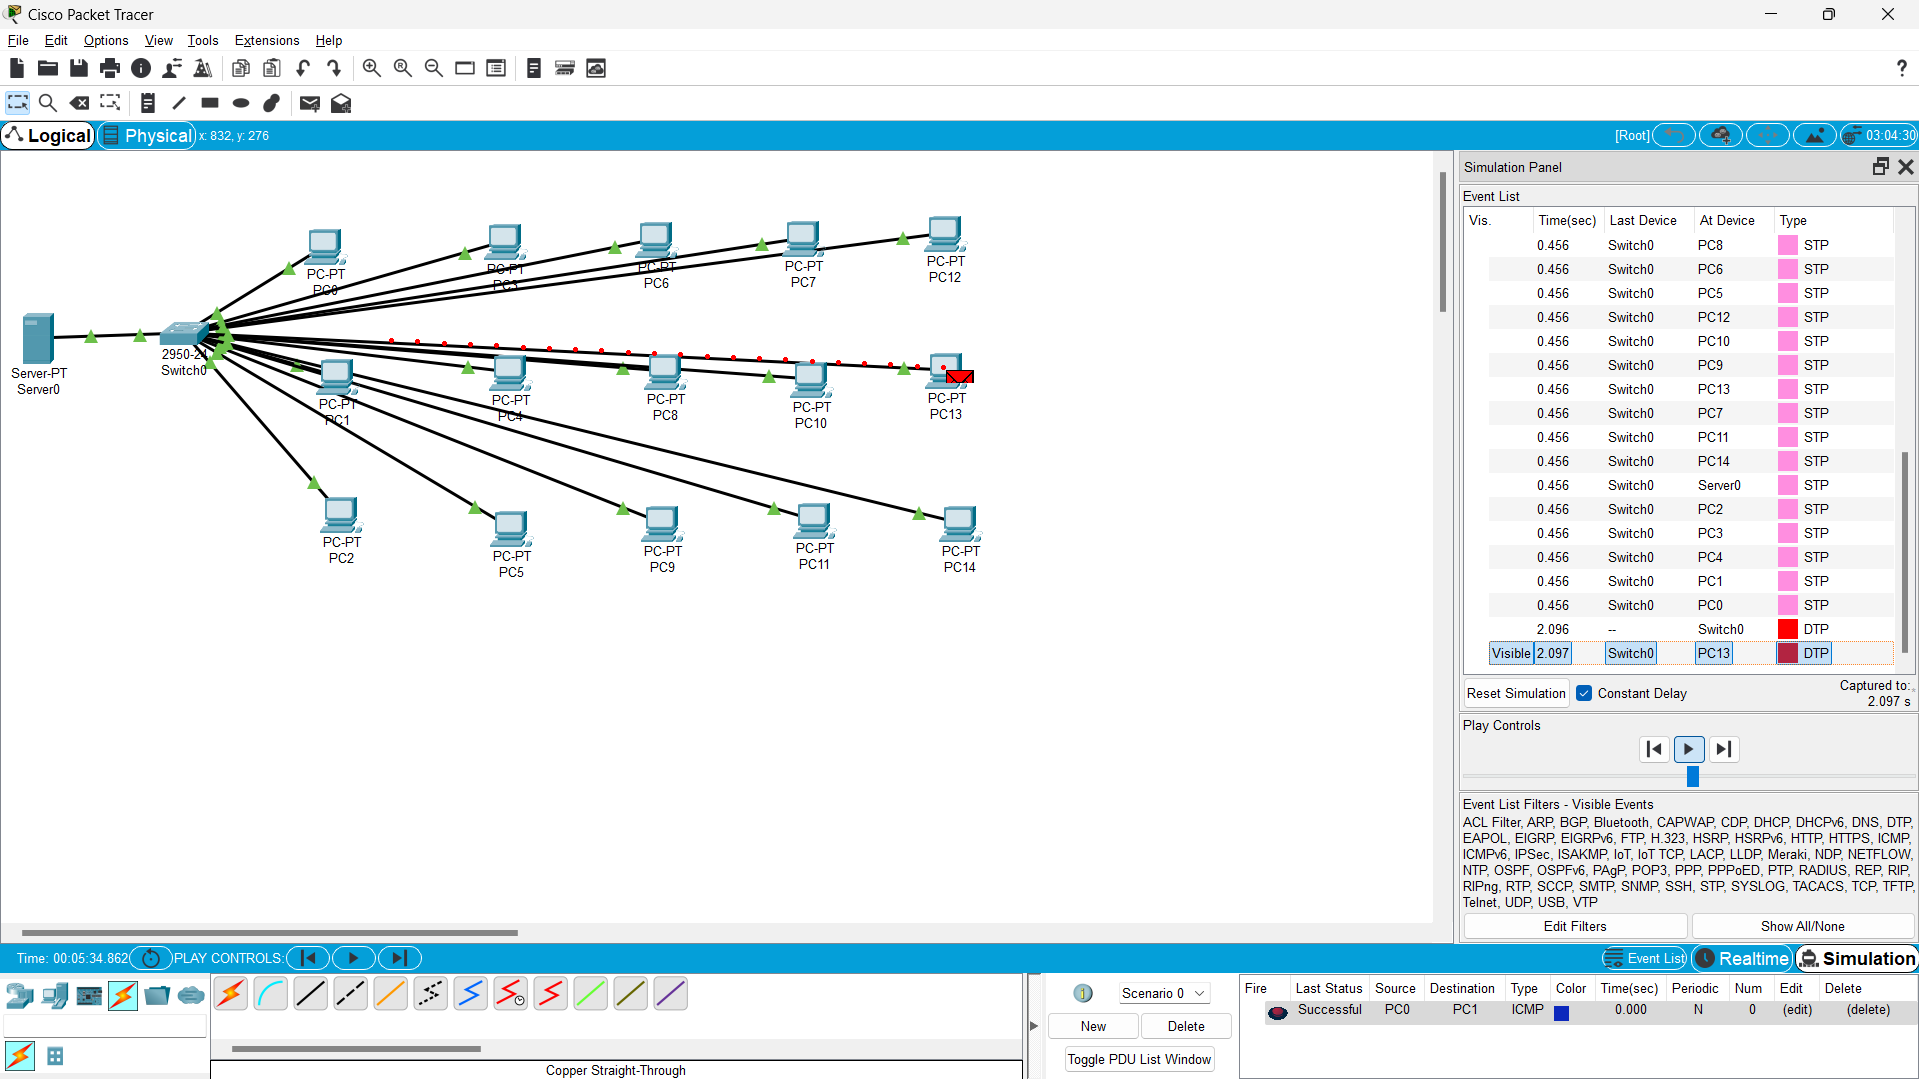 Cisco Packet Tracer
File Edit Options View Tools Extensions Help
Logical Physical x: 832, y: 276 [Root] 03:04:30
PC-PT
PC0
PC-PT
PC3
PC-PT
PC6
PC-PT
PC7
PC-PT
PC12
Server-PT
Server0
2950-24
Switch0
PC-PT
PC1
PC-PT
PC4
PC-PT
PC8
PC-PT
PC10
PC-PT
PC13
PC-PT
PC2
PC-PT
PC5
PC-PT
PC9
PC-PT
PC11
PC-PT
PC14
Simulation Panel
Event List
Vis. Time(sec) Last Device At Device Type
0.456 Switch0 PC8 STP
0.456 Switch0 PC6 STP
0.456 Switch0 PC5 STP
0.456 Switch0 PC12 STP
0.456 Switch0 PC10 STP
0.456 Switch0 PC9 STP
0.456 Switch0 PC13 STP
0.456 Switch0 PC7 STP
0.456 Switch0 PC11 STP
0.456 Switch0 PC14 STP
0.456 Switch0 Server0 STP
0.456 Switch0 PC2 STP
0.456 Switch0 PC3 STP
0.456 Switch0 PC4 STP
0.456 Switch0 PC1 STP
0.456 Switch0 PC0 STP
2.096 -- Switch0 DTP
Visible 2.097 Switch0 PC13 DTP
Reset Simulation Constant Delay Captured to:
2.097 s
Play Controls
Event List Filters - Visible Events
ACL Filter, ARP, BGP, Bluetooth, CAPWAP, CDP, DHCP, DHCPv6, DNS, DTP,
EAPOL, EIGRP, EIGRPv6, FTP, H.323, HSRP, HSRPv6, HTTP, HTTPS, ICMP,
ICMPv6, IPSec, ISAKMP, IoT, IoT TCP, LACP, LLDP, Meraki, NDP, NETFLOW,
NTP, OSPF, OSPFv6, PAgP, POP3, PPP, PPPoED, PTP, RADIUS, REP, RIP,
RIPng, RTP, SCCP, SMTP, SNMP, SSH, STP, SYSLOG, TACACS, TCP, TFTP,
Telnet, UDP, USB, VTP
Edit Filters Show All/None
Time: 00:05:34.862 PLAY CONTROLS: Event List Realtime Simulation
Copper Straight-Through
Scenario 0
New Delete
Toggle PDU List Window
Fire Last Status Source Destination Type Color Time(sec) Periodic Num Edit Delete
Successful PC0 PC1 ICMP 0.000 N 0 (edit) (delete)